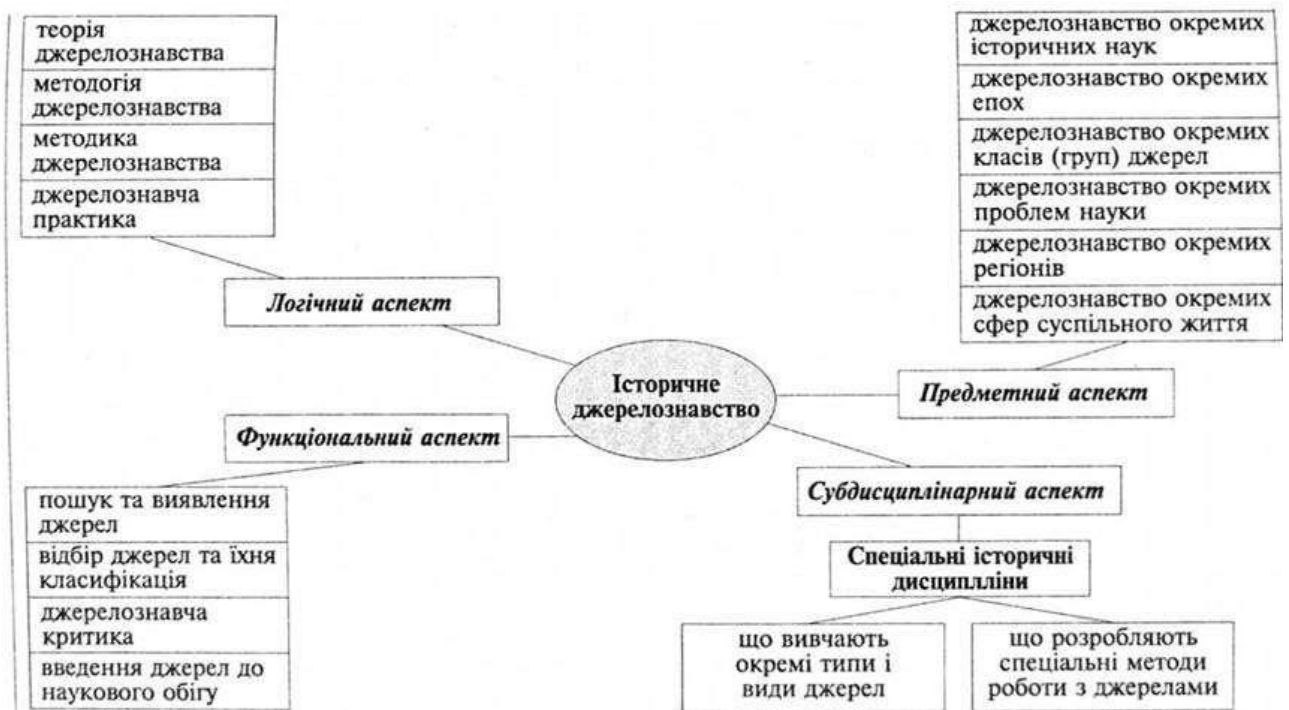 теорія
джерелознавства
методогія
джерелознавства
методика
джерелознавства
джерелознавча
практика
Логічний аспект
джерелознавство окремих
історичних наук
джерелознавство окремих
епох
джерелознавство окремих
класів (груп) джерел
джерелознавство окремих
проблем науки
джерелознавство окремих
регіонів
джерелознавство окремих
сфер суспільного життя
Предметний аспект
Історичне
джерелознавство
Функціональний аспект
пошук та виявлення
джерел
відбір джерел та їхня
класифікація
джерелознавча
критика
введення джерел до
наукового обігу
Субдисциплінарний аспект
Спеціальні історичні
дисциплліни
що вивчають
окремі типи і
види джерел
що розробляють
спеціальні методи
роботи з джерелами